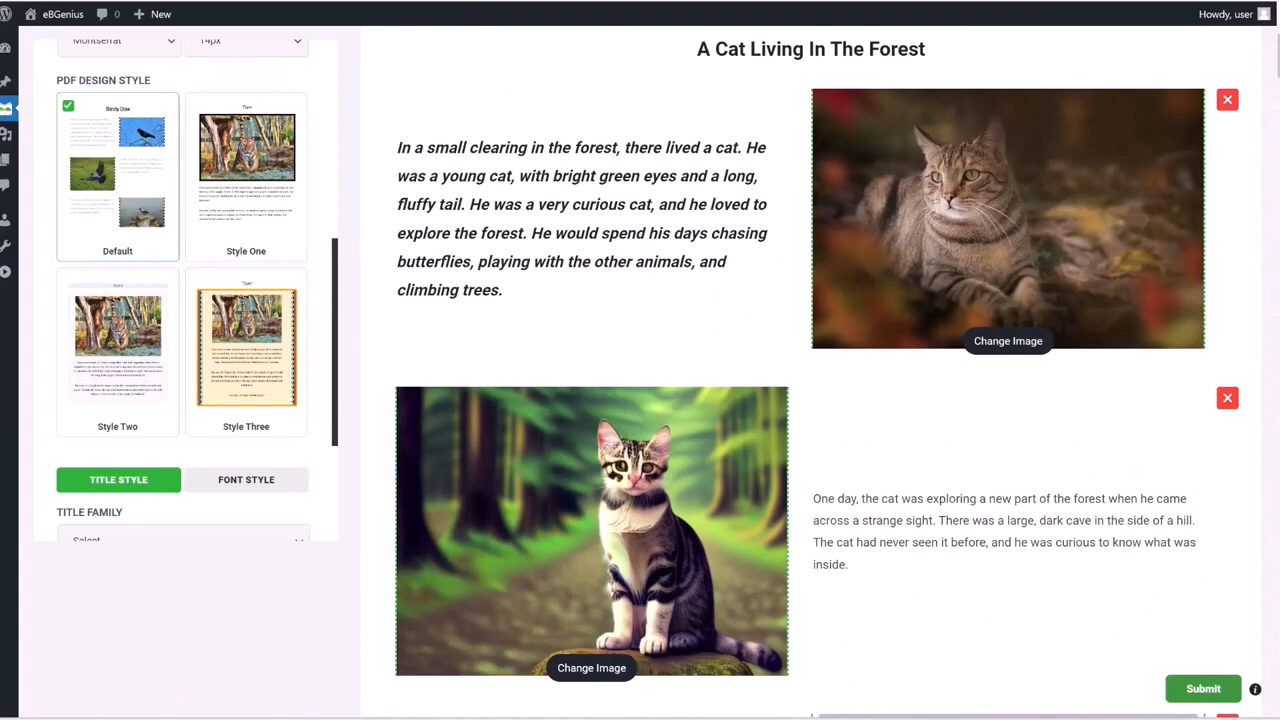 eBGenius
0
New
Howdy, user
Montserrat
14px
PDF DESIGN STYLE
Thirsty Crow
Default
Tiger
Style One
Style Two
Tiger
Style Three
TITLE STYLE
FONT STYLE
TITLE FAMILY
Select
A Cat Living In The Forest
In a small clearing in the forest, there lived a cat. He
was a young cat, with bright green eyes and a long,
fluffy tail. He was a very curious cat, and he loved to
explore the forest. He would spend his days chasing
butterflies, playing with the other animals, and
climbing trees.
Change Image
Change Image
One day, the cat was exploring a new part of the forest when he came
across a strange sight. There was a large, dark cave in the side of a hill.
The cat had never seen it before, and he was curious to know what was
inside.
Submit